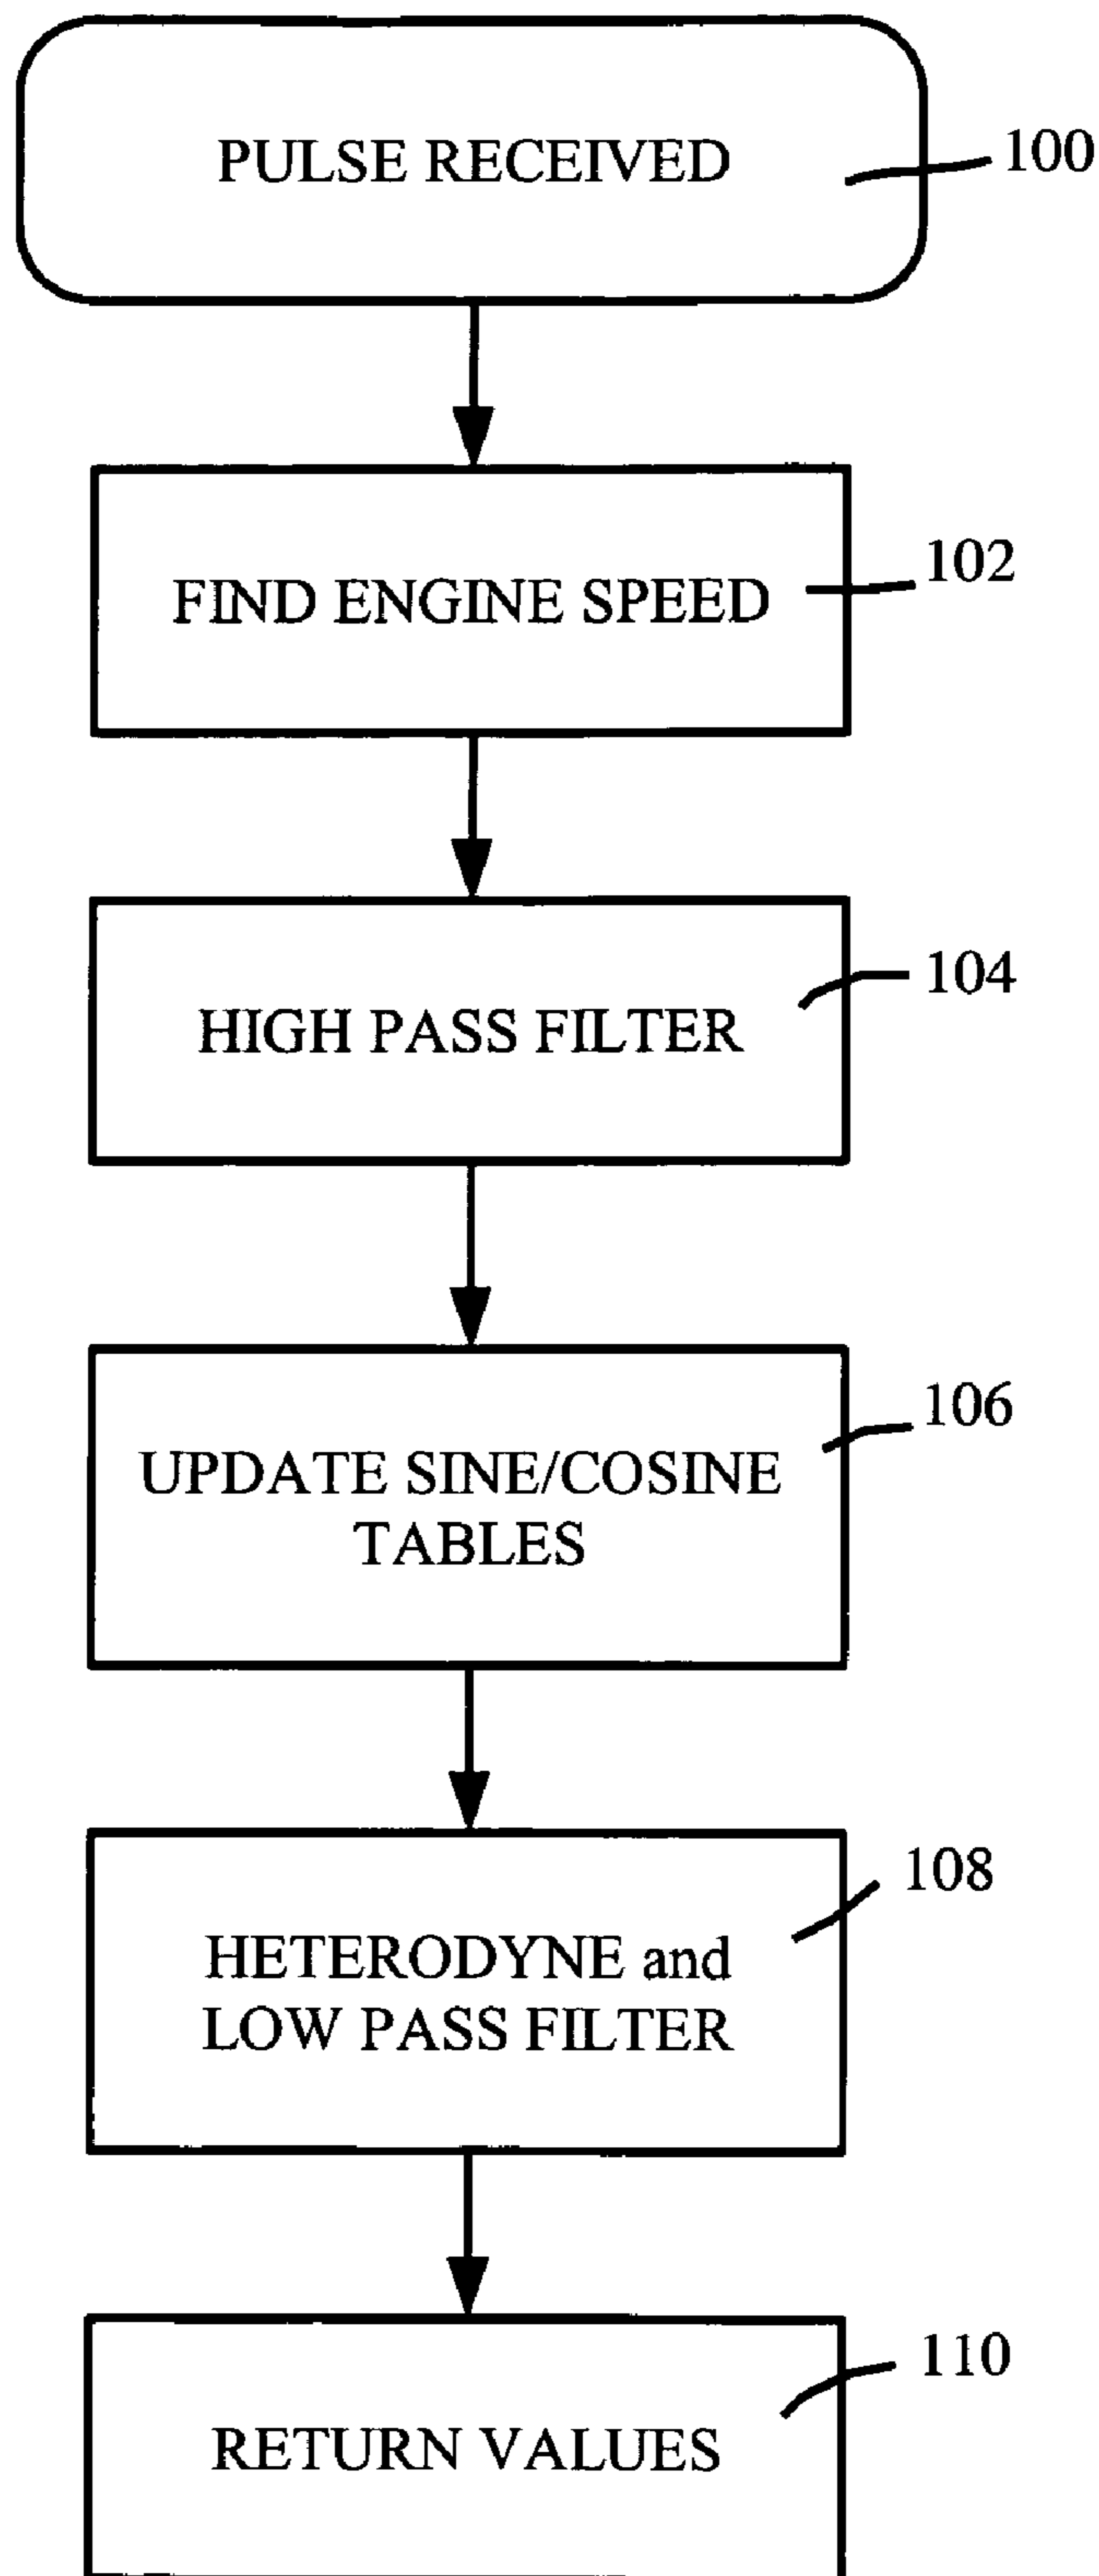 PULSE RECEIVED
100
FIND ENGINE SPEED
102
HIGH PASS FILTER
104
UPDATE SINE/COSINE
TABLES
106
HETERODYNE and
LOW PASS FILTER
108
RETURN VALUES
110